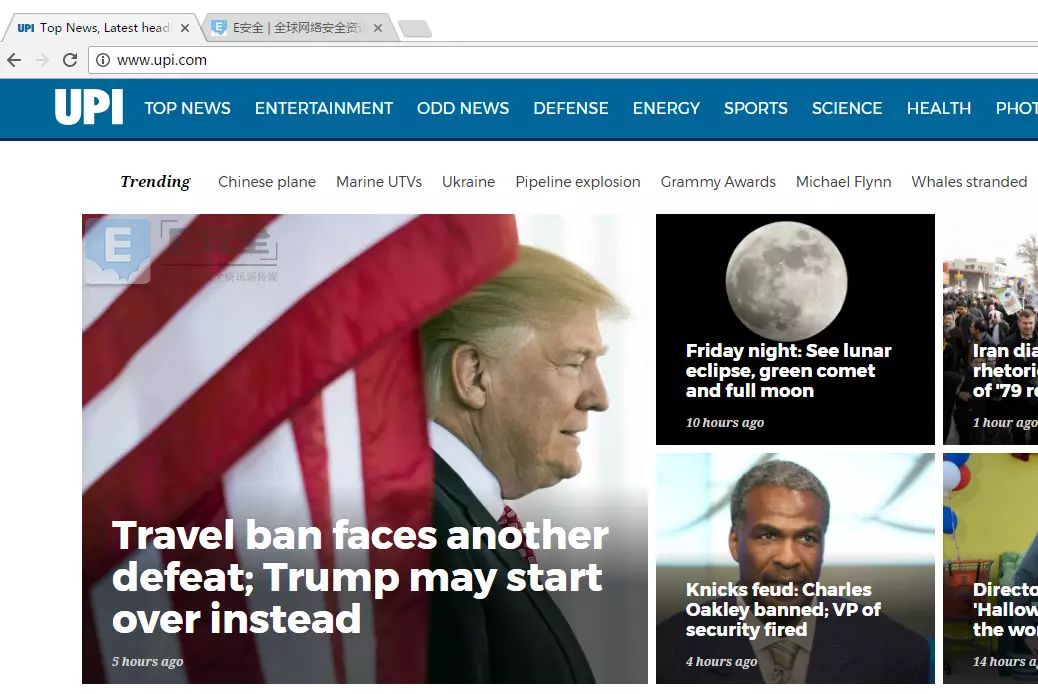 UPI Top News, Latest head
E安全 | 全球网络安全资讯
www.upi.com
UPI TOP NEWS ENTERTAINMENT ODD NEWS DEFENSE ENERGY SPORTS SCIENCE HEALTH PHOT
Trending Chinese plane Marine UTVs Ukraine Pipeline explosion Grammy Awards Michael Flynn Whales stranded
E E安全
Travel ban faces another
defeat; Trump may start
over instead
5 hours ago
Friday night: See lunar
eclipse, green comet
and full moon
10 hours ago
Iran dia
rhetori
of '79 r
1 hour ago
Knicks feud: Charles
Oakley banned; VP of
security fired
4 hours ago
Directo
'Hallow
the wo
14 hours a